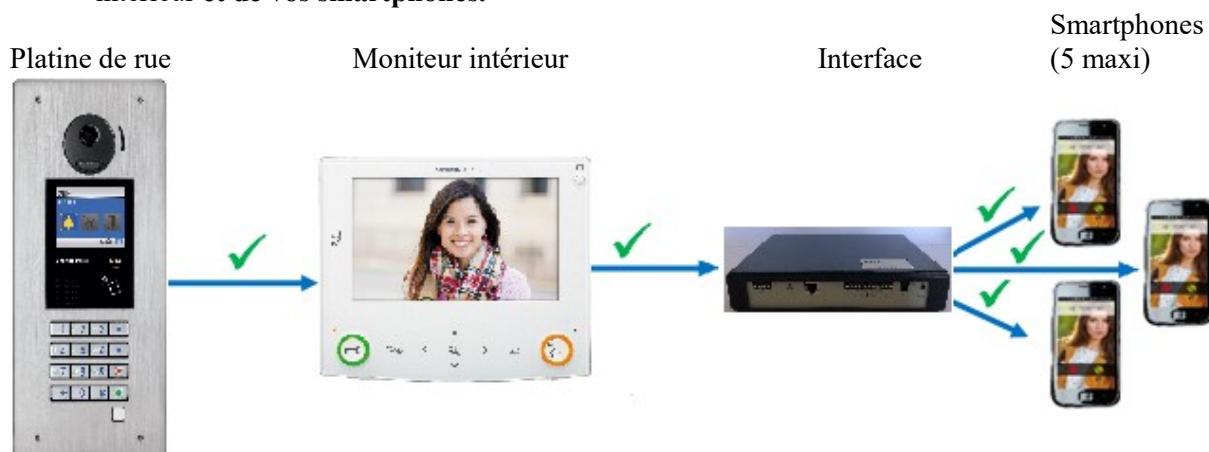 intérieur et de vos smartphones.
Smartphones
Platine de rue
Moniteur intérieur
Interface
(5 maxi)